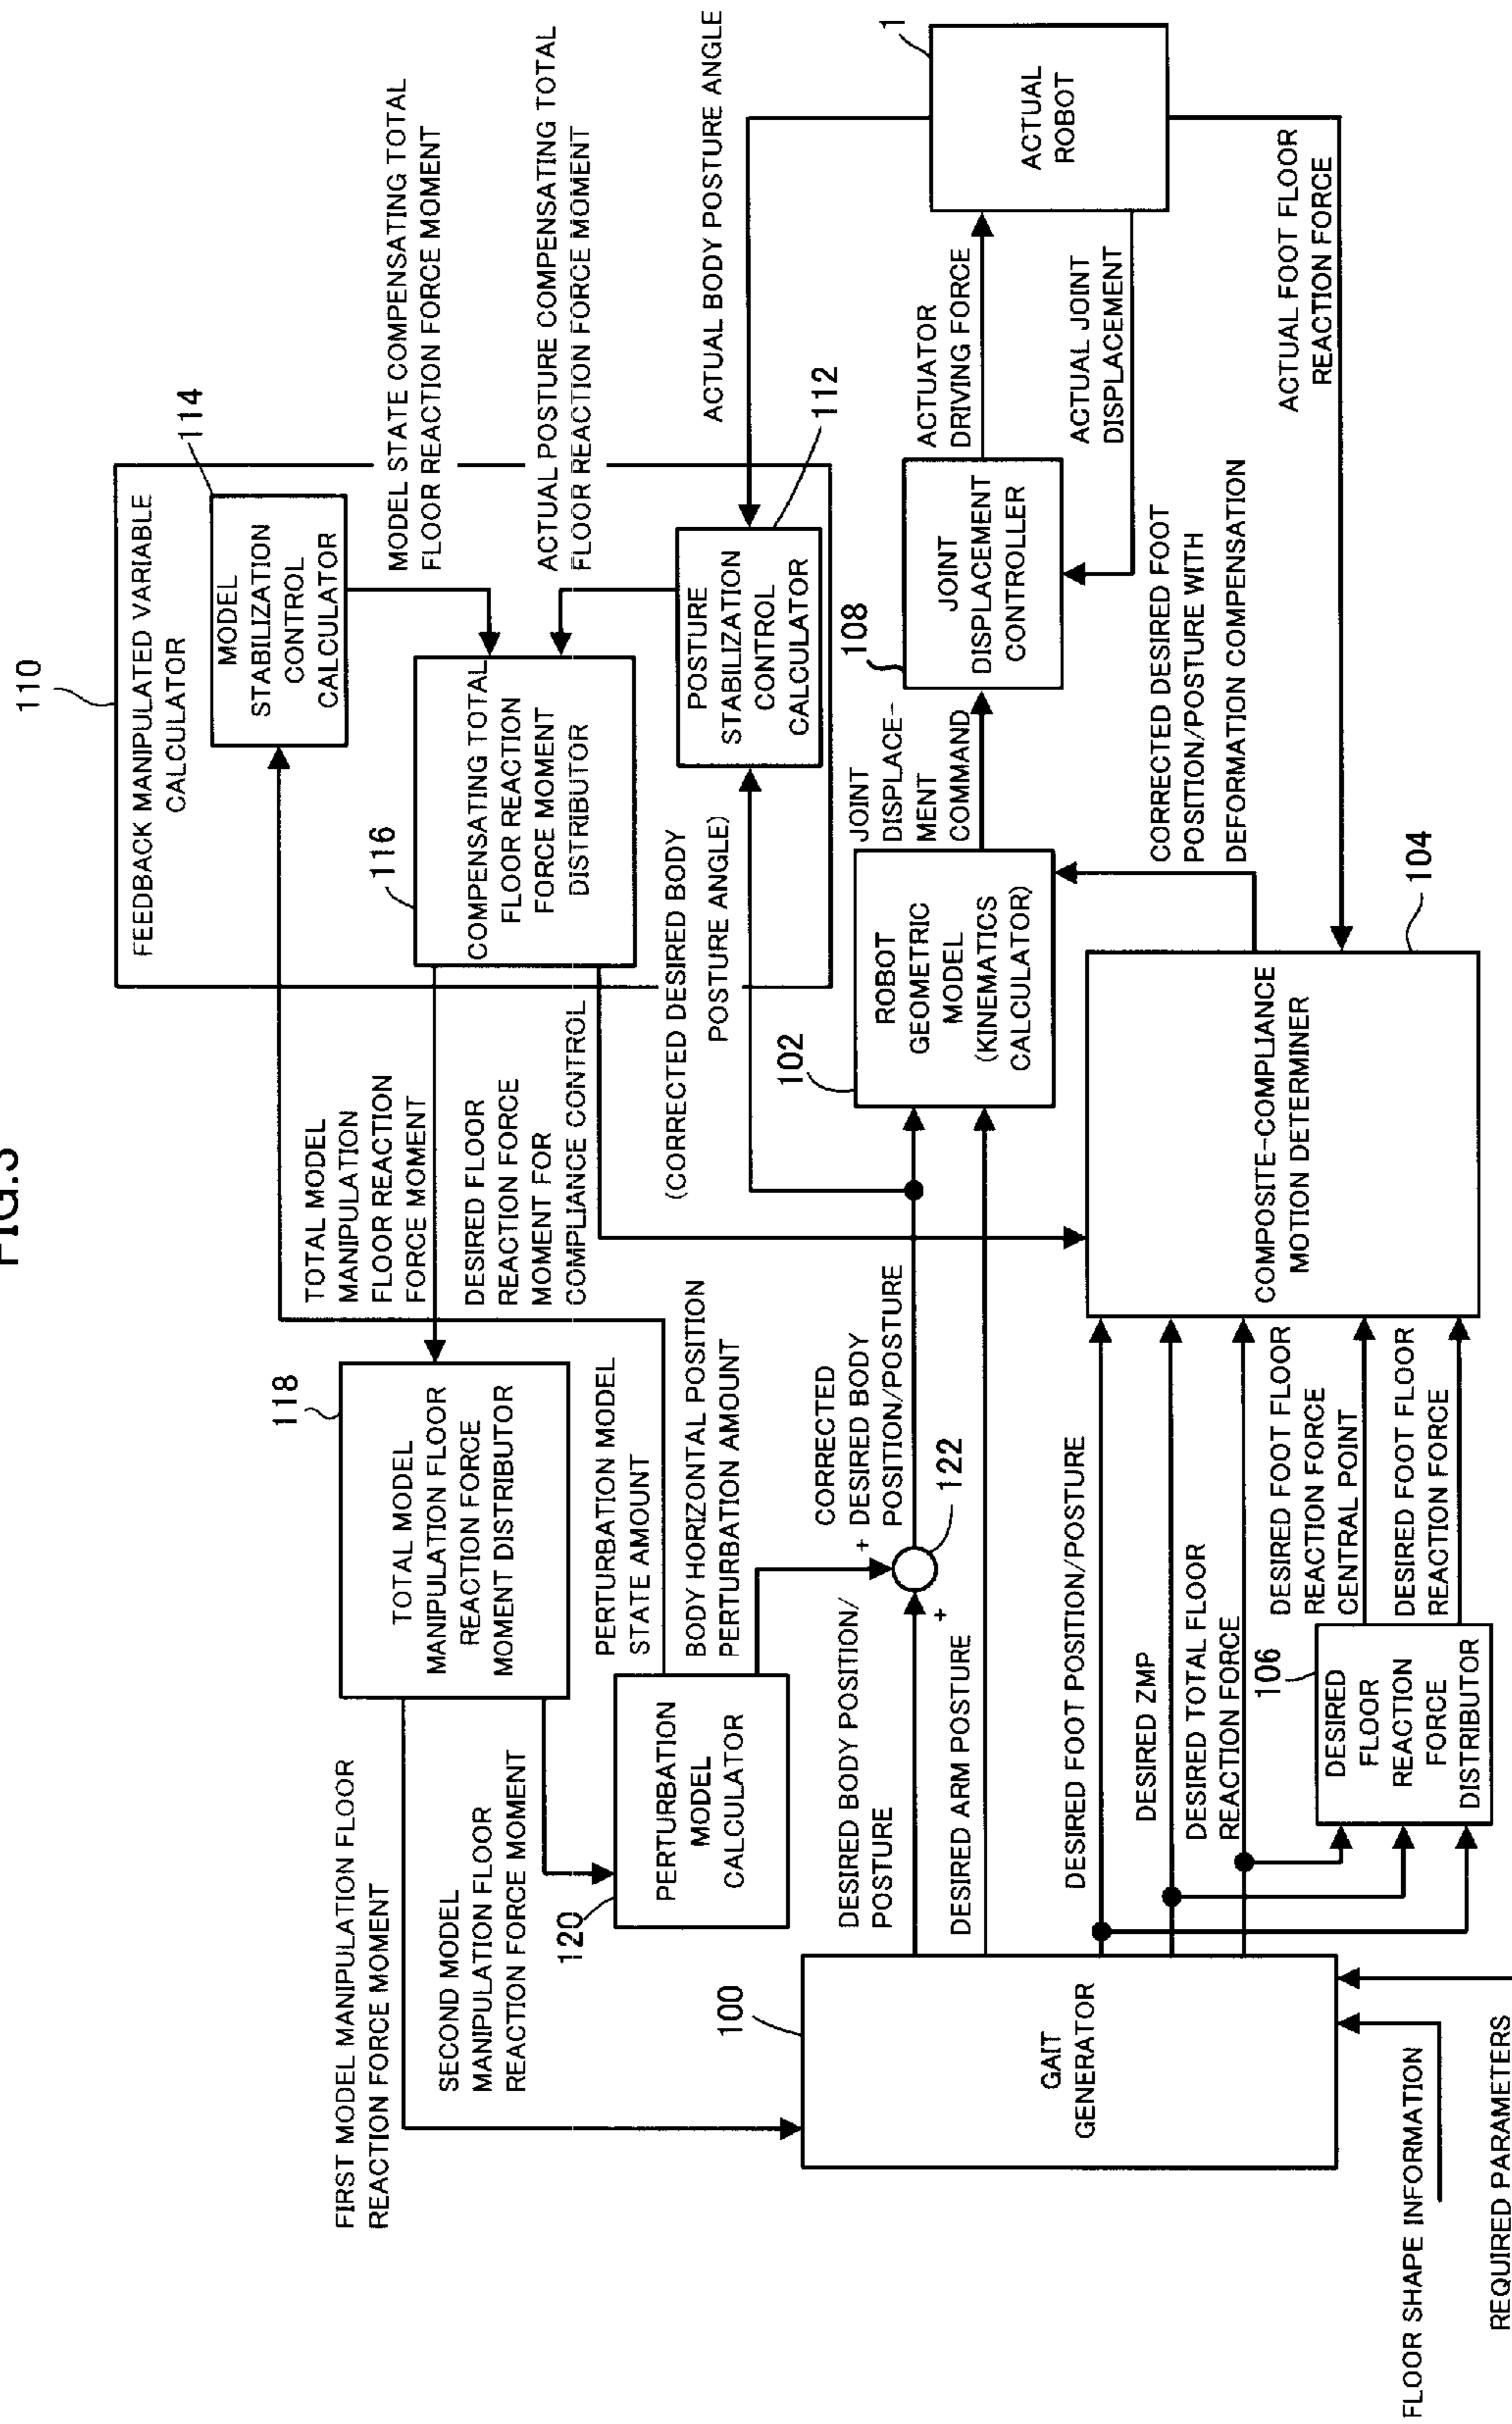 FIG.3
110
FEEDBACK MANIPULATED VARIABLE
CALCULATOR
114
MODEL
STABILIZATION
CONTROL
CALCULATOR
MODEL STATE COMPENSATING TOTAL
FLOOR REACTION FORCE MOMENT
ACTUAL POSTURE COMPENSATING TOTAL
FLOOR REACTION FORCE MOMENT
116
COMPENSATING TOTAL
FLOOR REACTION
FORCE MOMENT
DISTRIBUTOR
POSTURE
STABILIZATION
CONTROL
CALCULATOR
112
ACTUAL BODY POSTURE ANGLE
TOTAL MODEL
MANIPULATION
FLOOR REACTION
FORCE MOMENT
DESIRED FLOOR
REACTION FORCE
MOMENT FOR
COMPLIANCE CONTROL
(CORRECTED DESIRED BODY
POSTURE ANGLE)
118
TOTAL MODEL
MANIPULATION FLOOR
REACTION FORCE
MOMENT DISTRIBUTOR
FIRST MODEL MANIPULATION FLOOR
REACTION FORCE MOMENT
SECOND MODEL
MANIPULATION FLOOR
REACTION FORCE MOMENT
120
PERTURBATION
MODEL
CALCULATOR
PERTURBATION MODEL
STATE AMOUNT
BODY HORIZONTAL POSITION
PERTURBATION AMOUNT
100
GAIT
GENERATOR
DESIRED BODY POSITION/
POSTURE
+
+
122
CORRECTED
DESIRED BODY
POSITION/POSTURE
DESIRED ARM POSTURE
102
ROBOT
GEOMETRIC
MODEL
(KINEMATICS
CALCULATOR)
JOINT
DISPLACE-
MENT
COMMAND
108
JOINT
DISPLACEMENT
CONTROLLER
ACTUATOR
DRIVING FORCE
ACTUAL JOINT
DISPLACEMENT
1
ACTUAL
ROBOT
ACTUAL FOOT FLOOR
REACTION FORCE
CORRECTED DESIRED FOOT
POSITION/POSTURE WITH
DEFORMATION COMPENSATION
104
COMPOSITE-COMPLIANCE
MOTION DETERMINER
DESIRED FOOT POSITION/POSTURE
DESIRED ZMP
DESIRED TOTAL FLOOR
REACTION FORCE
106
DESIRED
FLOOR
REACTION
FORCE
DISTRIBUTOR
DESIRED FOOT FLOOR
REACTION FORCE
CENTRAL POINT
DESIRED FOOT FLOOR
REACTION FORCE
FLOOR SHAPE INFORMATION
REQUIRED PARAMETERS